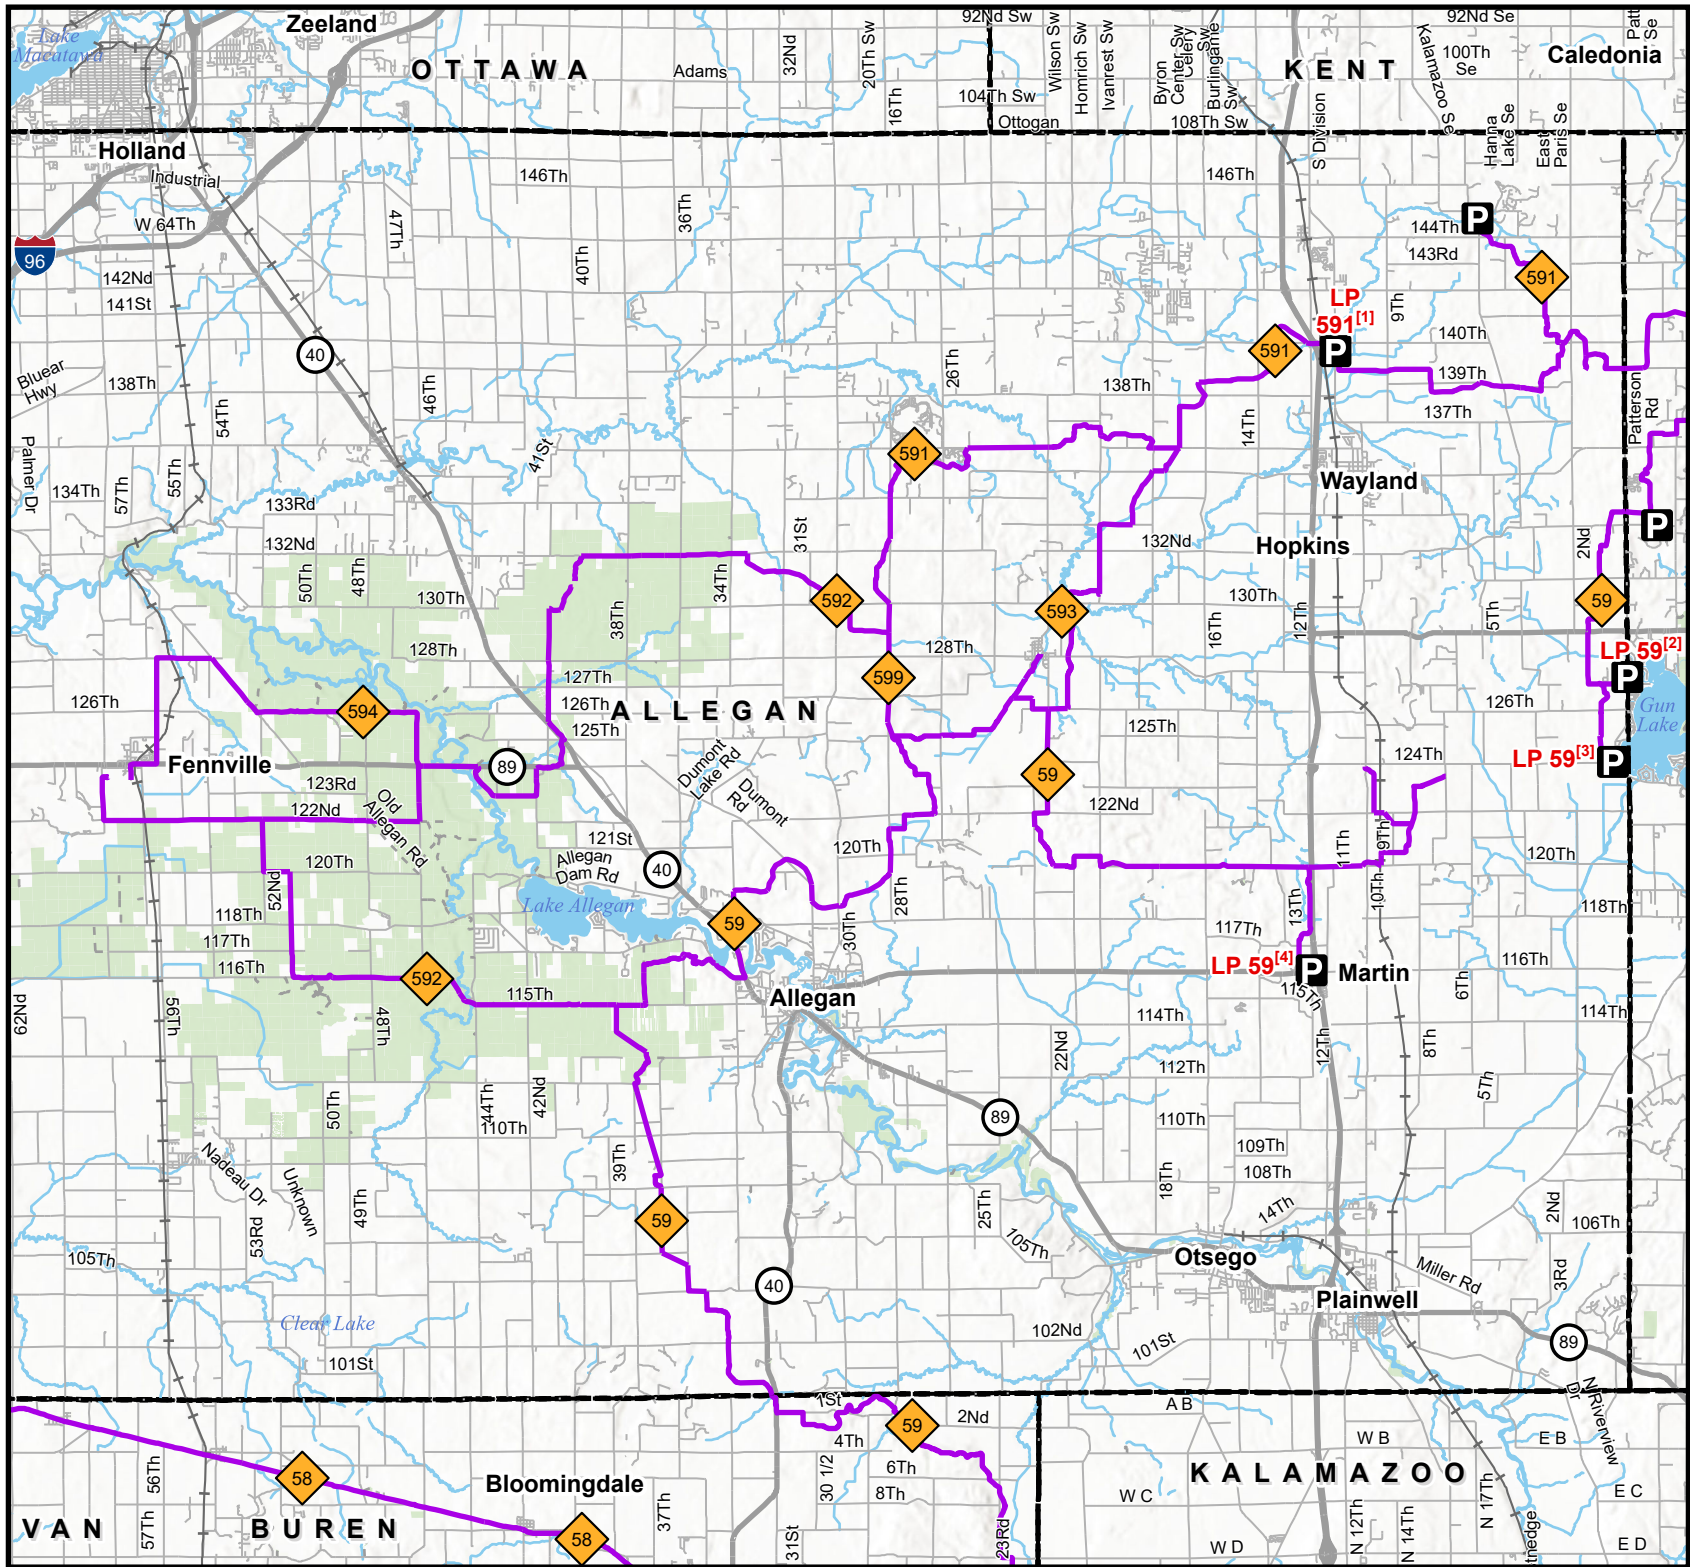 Lake
Macatawa
Zeeland
OTTAWA
Adams
32Nd
20Th Sw
16Th
92Nd Sw
104Th Sw
Ottogan
Wilson Sw
Homrich Sw
Ivanrest Sw
Byron
Center Sw
Burlingame
Sw
108Th Sw
KENT
S Division
Kalamazoo Se
92Nd Se
100Th
Se
Caledonia
Hanna
Lake Se
East
Paris Se
Holland
Industrial
W 64Th
96
142Nd
141St
47Th
146Th
36Th
40Th
146Th
144Th
143Rd
P
591
9Th
140Th
139Th
137Th
LP
591[1]
P
591
40
Bluear
Hwy
138Th
54Th
46Th
41St
26Th
138Th
14Th
Patterson
Rd
Palmer Dr
134Th
57Th
55Th
133Rd
132Nd
591
Wayland
Hopkins
132Nd
P
2Nd
50Th
48Th
130Th
38Th
34Th
31St
592
593
130Th
16Th
12Th
5Th
59
128Th
128Th
127Th
126Th
125Th
599
LP 59[2]
P
126Th
594
ALLEGAN
125Th
126Th
Gun
Lake
Fennville
123Rd
122Nd
89
Dumont
Lake Rd
Dumont
Rd
59
122Nd
124Th
LP 59[3]
P
Old
Allegan Rd
121St
Allegan
Dam Rd
40
120Th
120Th
11Th
9Th
120Th
118Th
52Nd
117Th
116Th
Lake Allegan
59
28Th
30Th
117Th
13Th
10Th
118Th
592
115Th
LP 59[4]
P
Martin
115Th
6Th
116Th
62Nd
56Th
48Th
Allegan
114Th
114Th
22Nd
112Th
12Th
8Th
5Th
50Th
44Th
42Nd
110Th
89
110Th
109Th
108Th
39Th
Nadeau Dr
Unknown
53Rd
49Th
59
25Th
105Th
18Th
14Th
2Nd
106Th
105Th
40
Otsego
Miller Rd
3Rd
Plainwell
Clear Lake
101St
102Nd
101St
89
N Riverview
Dr
1St
59
2Nd
4Th
6Th
8Th
30 1/2
31St
23Rd
A B
W B
E B
KALAMAZOO
W C
E C
W D
E D
N 12Th
N 14Th
N 17Th
58
Bloomingdale
56Th
57Th
VAN BUREN
58
37Th